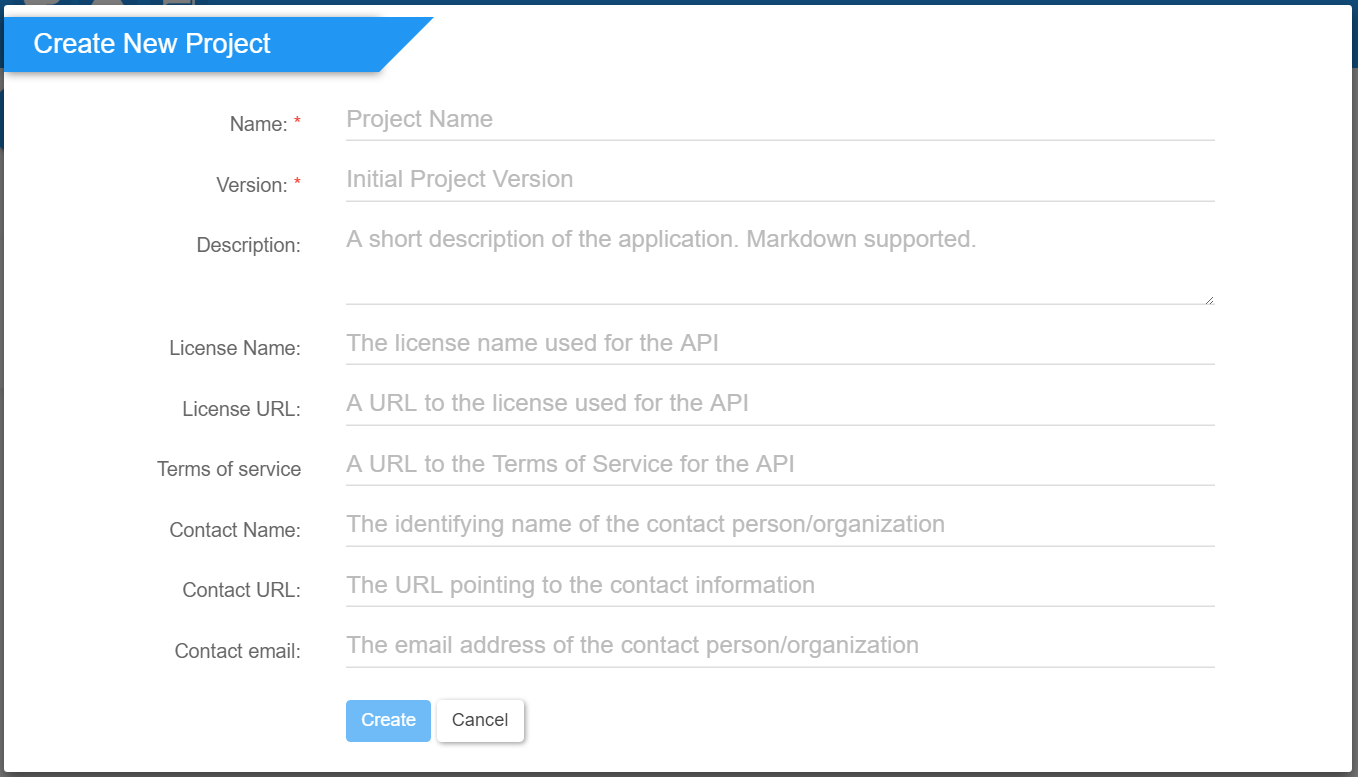 Create New Project
Name: * Project Name
Version: * Initial Project Version
Description: A short description of the application. Markdown supported.
License Name: The license name used for the API
License URL: A URL to the license used for the API
Terms of service A URL to the Terms of Service for the API
Contact Name: The identifying name of the contact person/organization
Contact URL: The URL pointing to the contact information
Contact email: The email address of the contact person/organization
Create Cancel